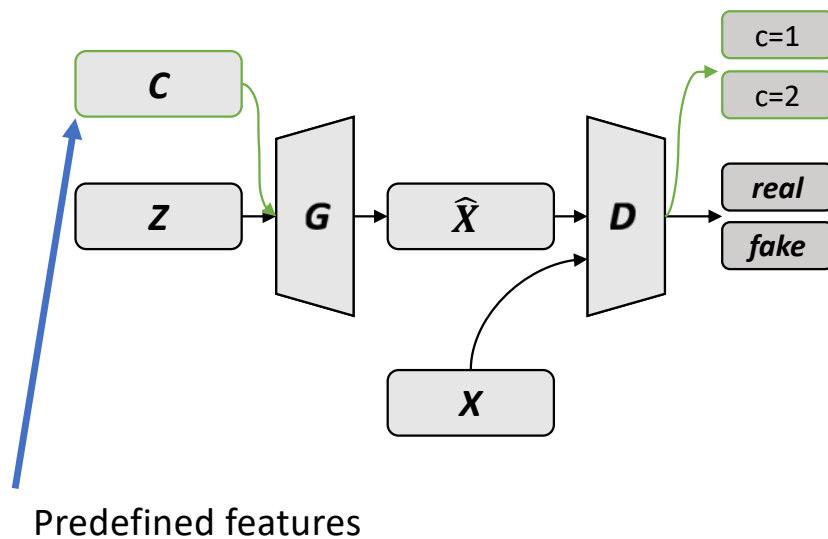 C
c=1
c=2
Z
G
X̂
D
real
fake
X
Predefined features